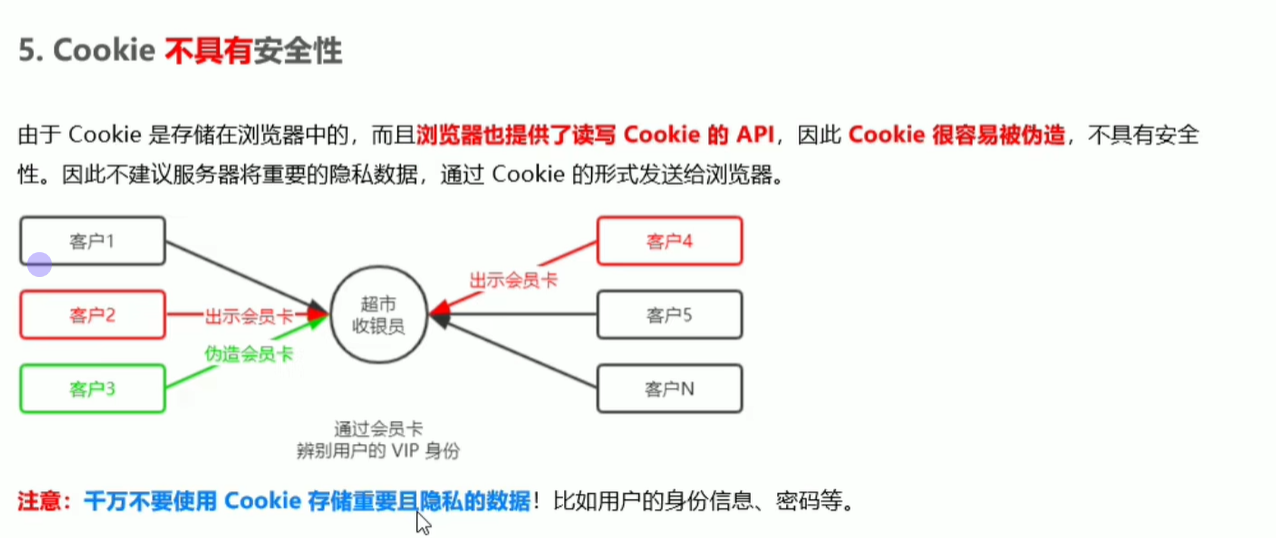 5. Cookie 不具有安全性
由于 Cookie 是存储在浏览器中的，而且浏览器也提供了读写 Cookie 的 API，因此 Cookie 很容易被伪造，不具有安全
性。因此不建议服务器将重要的隐私数据，通过 Cookie 的形式发送给浏览器。
客户1
客户4
出示会员卡
超市
收银员
客户2
出示会员卡
客户5
伪造会员卡
客户3
客户N
通过会员卡
辨别用户的 VIP 身份
注意：千万不要使用 Cookie 存储重要且隐私的数据！比如用户的身份信息、密码等。